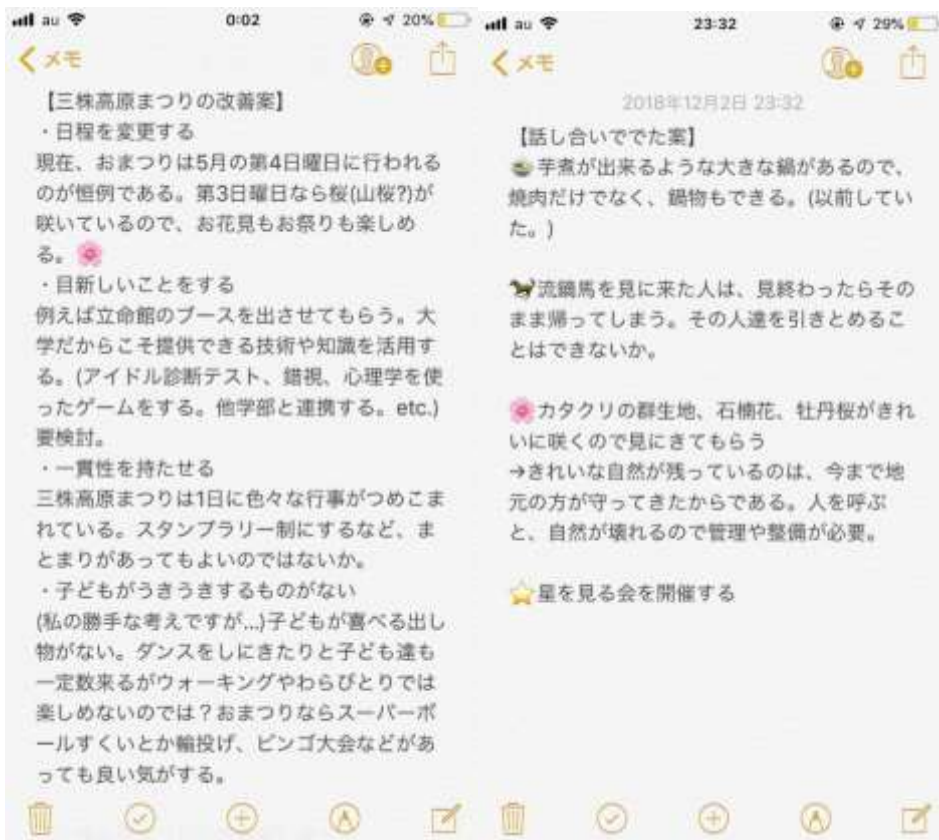 au 0:02 20%
メモ
【三株高原まつりの改善案】
・日程を変更する
現在、おまつりは5月の第4日曜日に行われる
のが恒例である。第3日曜日なら桜(山桜?)が
咲いているので、お花見もお祭りも楽しめ
る。🌸
・目新しいことをする
例えば立命館のブースを出させてもらう。大
学だからこそ提供できる技術や知識を活用す
る。(アイドル診断テスト、錯視、心理学を使
ったゲームをする。他学部と連携する。etc.)
要検討。
・一貫性を持たせる
三株高原まつりは1日に色々な行事がつめこま
れている。スタンプラリー制にするなど、ま
とまりがあってもよいのではないか。
・子どもがうきうきするものがない
(私の勝手な考えですが...)子どもが喜べる出し
物がない。ダンスをしにきたりと子ども達も
一定数来るがウォーキングやわらびとりでは
楽しめないのでは?おまつりならスーパーボ
ールすくいとか輪投げ、ビンゴ大会などがあ
っても良い気がする。
au 23:32 29%
メモ
2018年12月2日 23:32
【話し合いででた案】
🍲芋煮が出来るような大きな鍋があるので、
焼肉だけでなく、鍋物もできる。(以前してい
た。)
🐎流鏑馬を見に来た人は、見終わったらその
まま帰ってしまう。その人達を引きとめるこ
とはできないか。
🌸カタクリの群生地、石楠花、牡丹桜がきれ
いに咲くので見にきてもらう
→きれいな自然が残っているのは、今まで地
元の方が守ってきたからである。人を呼ぶ
と、自然が壊れるので管理や整備が必要。
⭐星を見る会を開催する